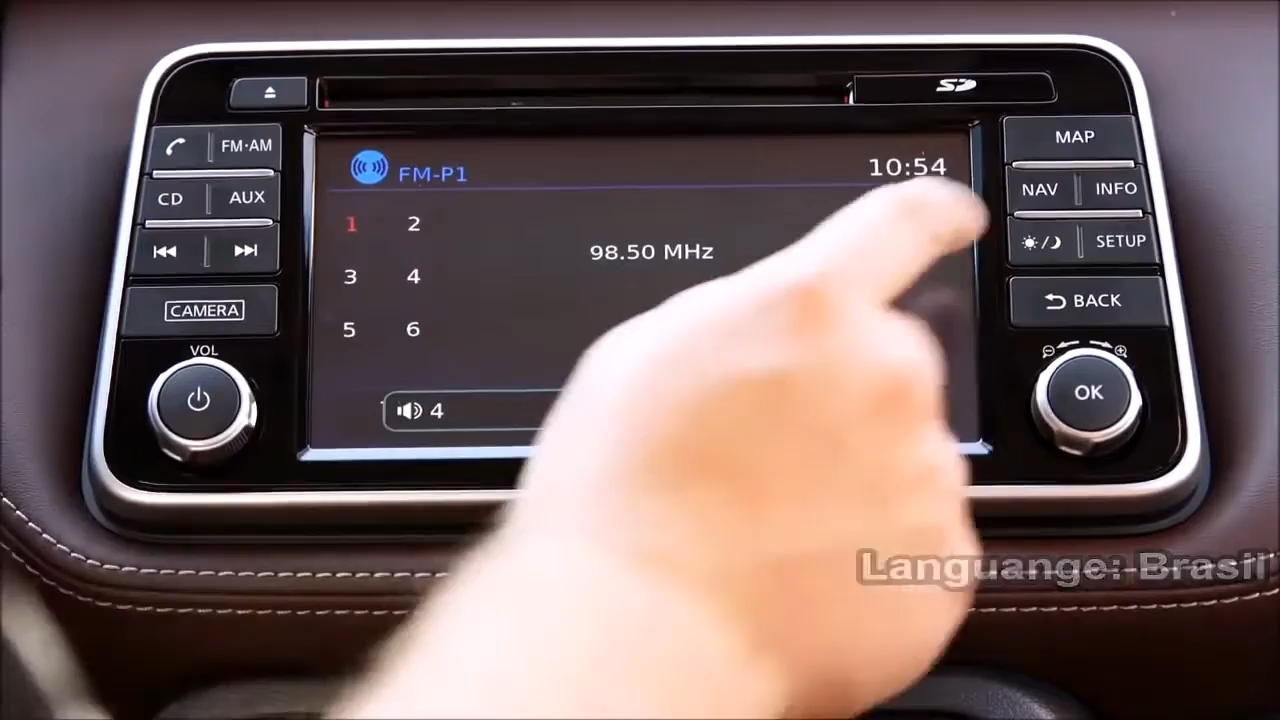 SD
FM·AM
MAP
FM-P1
10:54
CD
AUX
NAV
INFO
1
2
98.50 MHz
SETUP
3
4
CAMERA
BACK
5
6
VOL
OK
4
Languange: Brasil